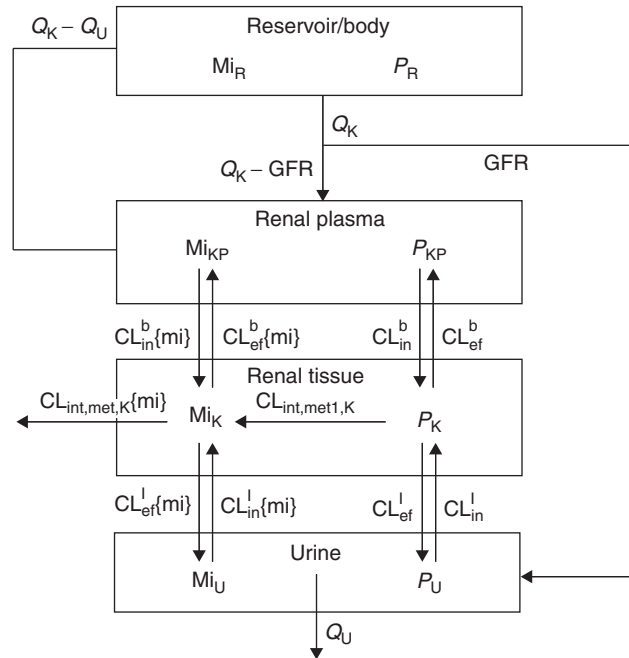 Q_K – Q_U
Reservoir/body
Mi_R P_R
Q_K
Q_K – GFR
GFR
Renal plasma
Mi_KP P_KP
CL^b_in{mi} CL^b_ef{mi} CL^b_in CL^b_ef
Renal tissue
CL_int,met,K{mi} Mi_K CL_int,met1,K P_K
CL^l_ef{mi} CL^l_in{mi} CL^l_ef CL^l_in
Urine
Mi_U P_U
Q_U